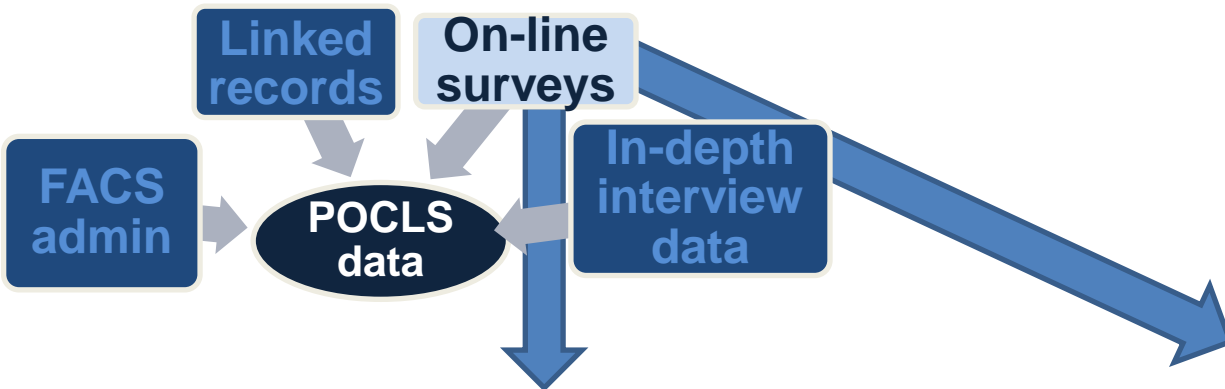 Linked
records
On-line
surveys
FACS
admin
POCLS
data
In-depth
interview
data